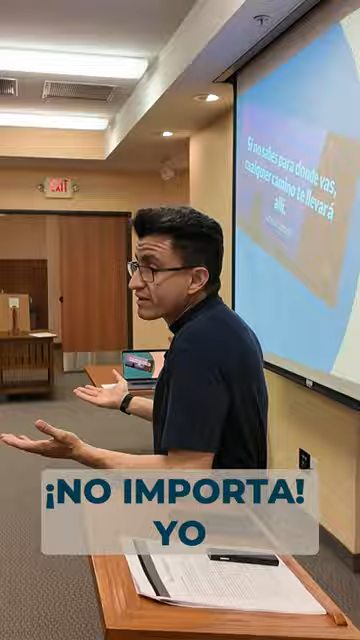 EXIT
Si no sabes para donde vas,
cualquier camino te llevará
allí.
¡NO IMPORTA!
YO